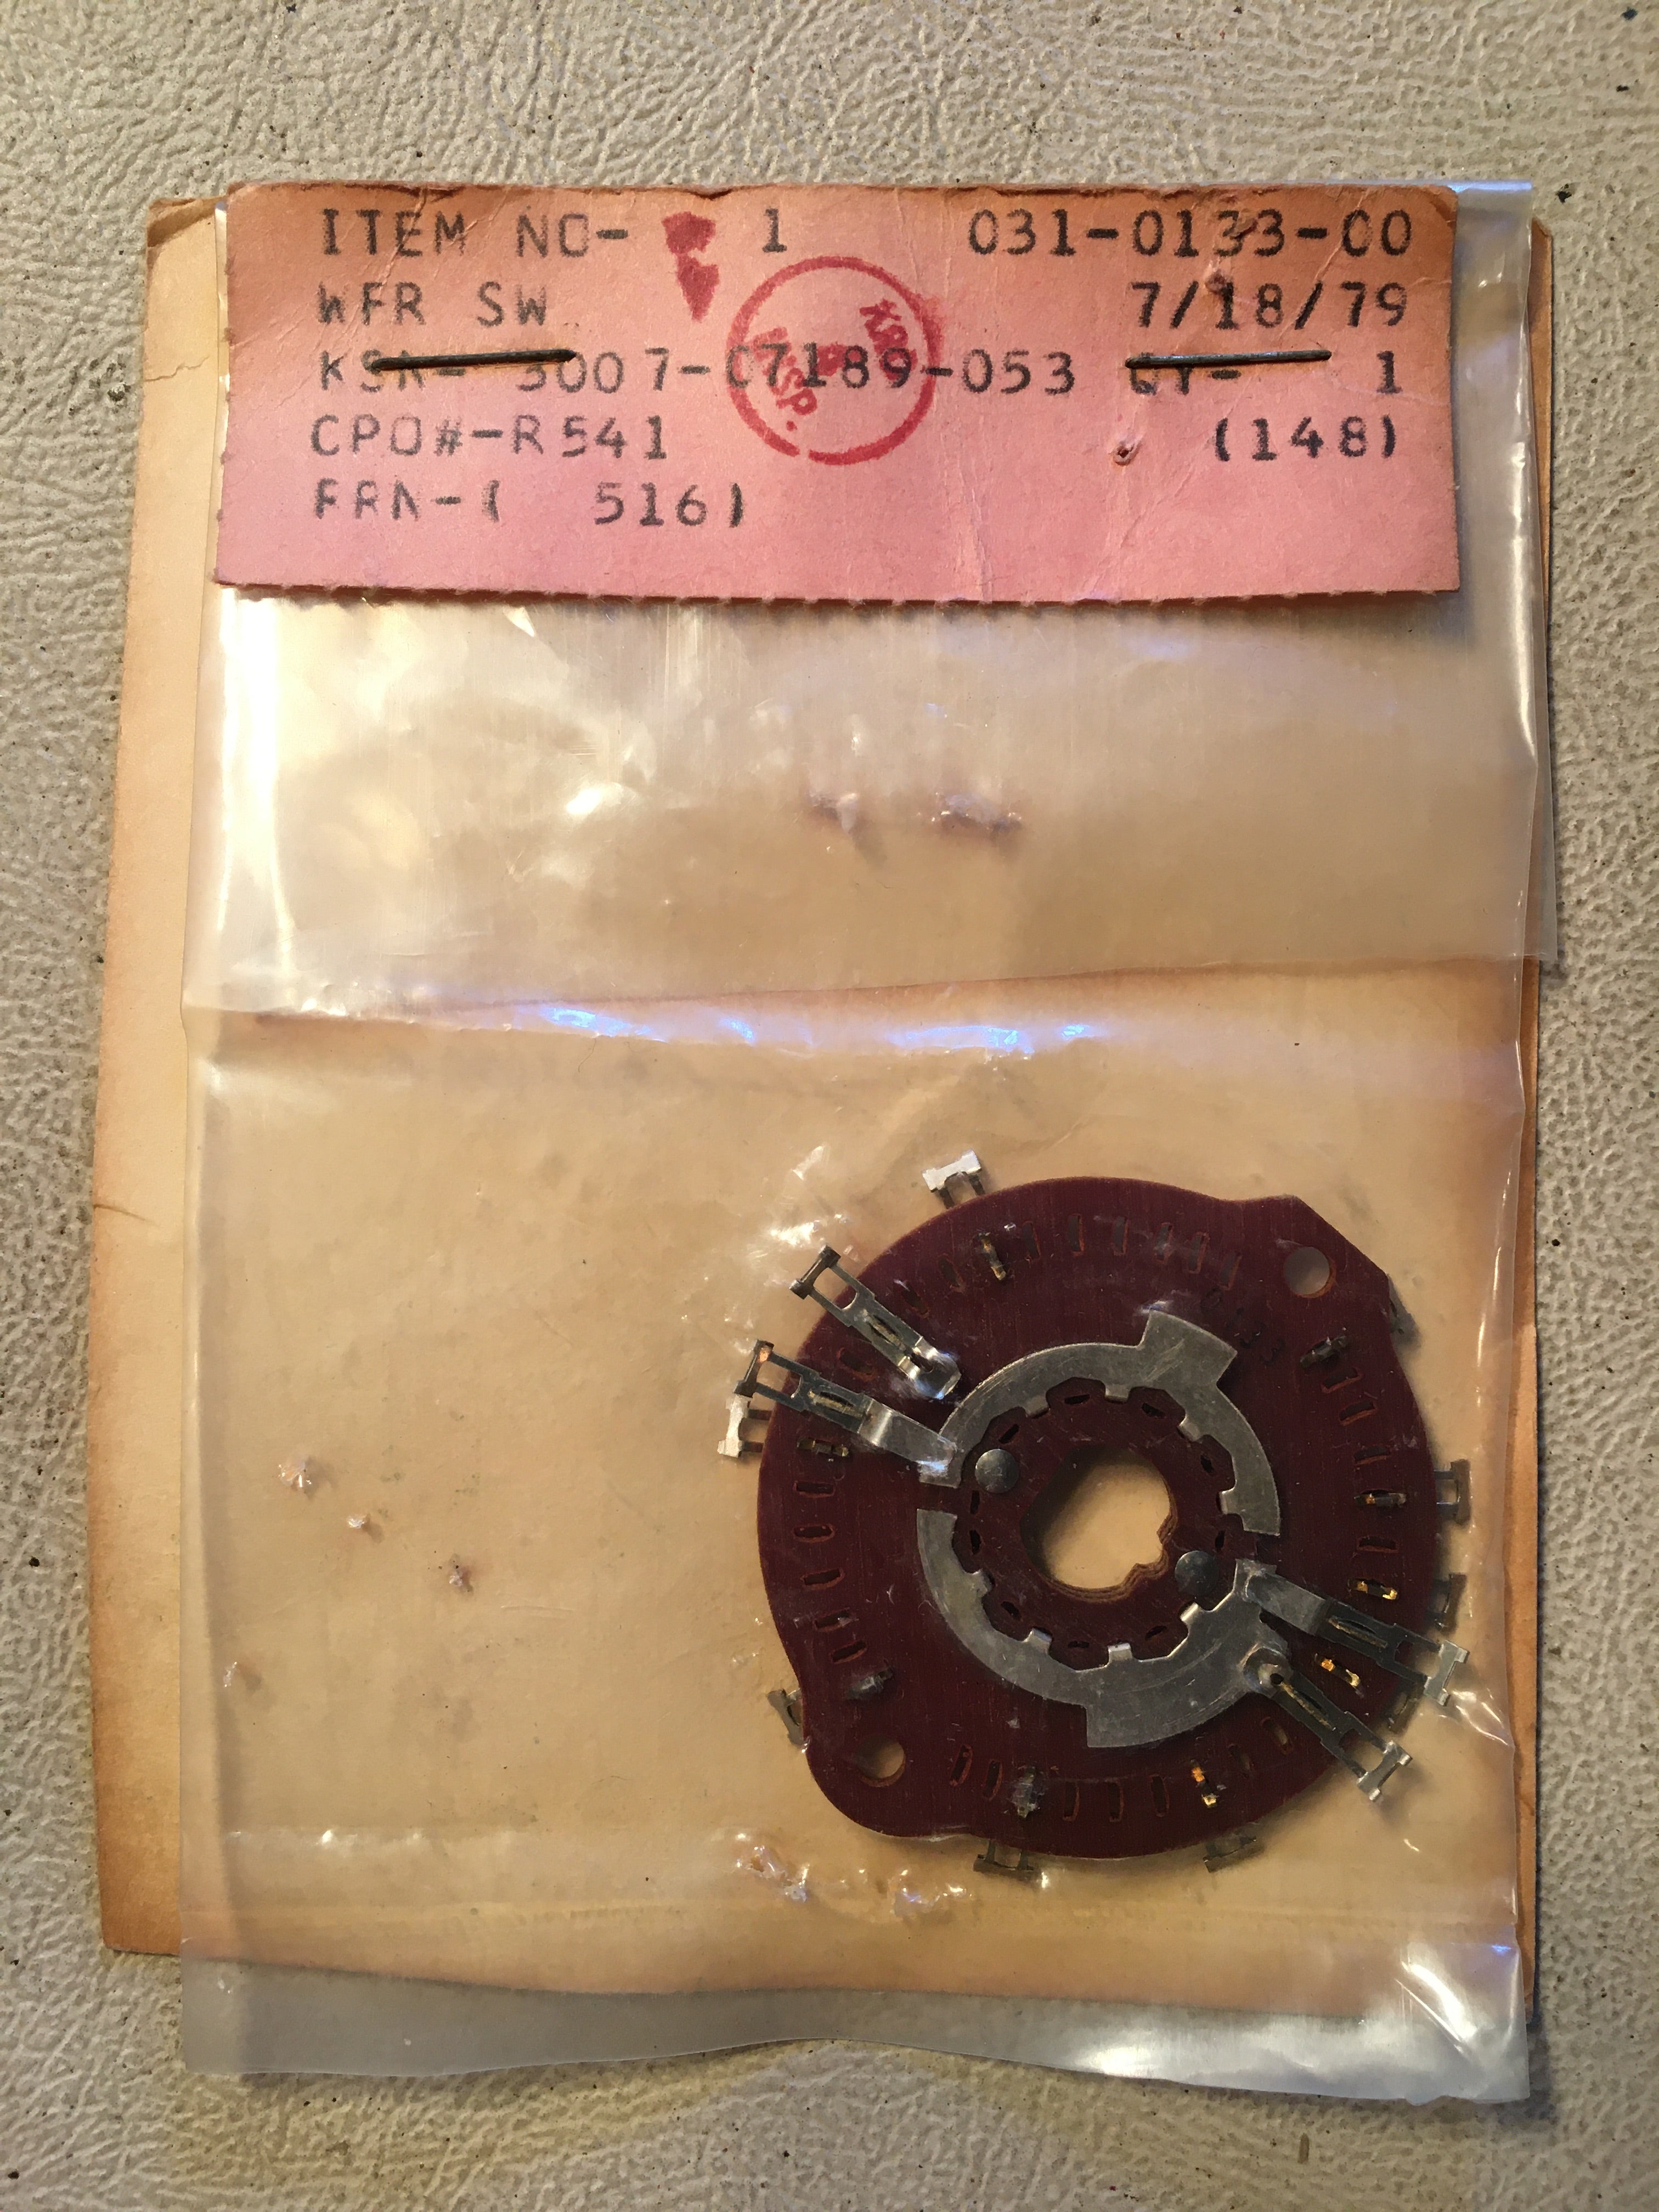 ITEM NO- 1 031-0133-00
WFR SW 7/18/79
3007-07189-053 1
CPO#-R541 (148)
516)
INSP.